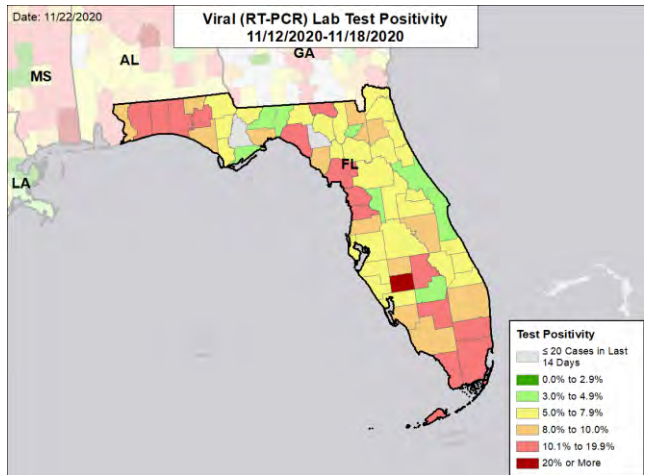 Date: 11/22/2020
Viral (RT-PCR) Lab Test Positivity
11/12/2020-11/18/2020
GA
AL
MS
LA
FL
Test Positivity
≤ 20 Cases in Last
14 Days
0.0% to 2.9%
3.0% to 4.9%
5.0% to 7.9%
8.0% to 10.0%
10.1% to 19.9%
20% or More